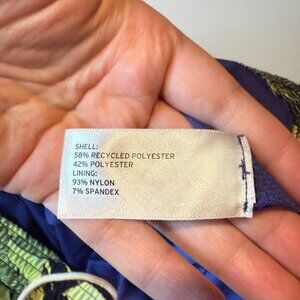 SHELL:
58% RECYCLED POLYESTER
42% POLYESTER
LINING:
93% NYLON
7% SPANDEX